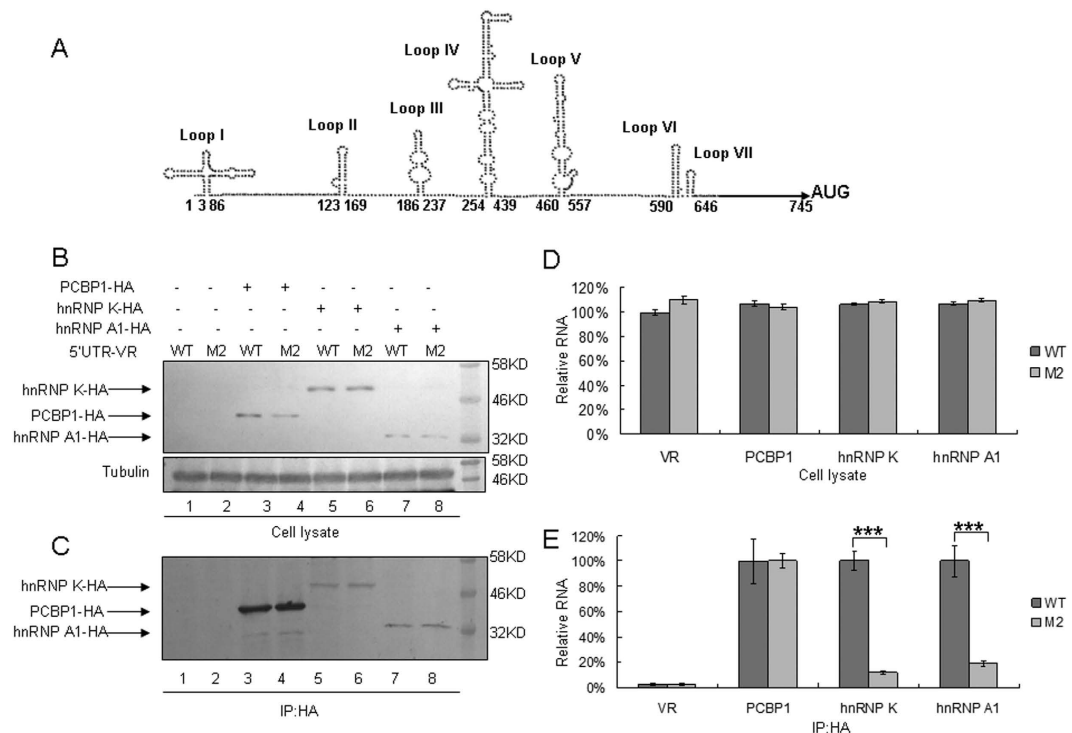 A
Loop I
Loop II
Loop III
Loop IV
Loop V
Loop VI
Loop VII
AUG
1 3 86 123 169 186 237 254 439 460 557 590 646 745
B
PCBP1-HA - - + + - - - -
hnRNP K-HA - - - - + + - -
hnRNP A1-HA - - - - - - + +
5'UTR-VR WT M2 WT M2 WT M2 WT M2
58KD
hnRNP K-HA
46KD
PCBP1-HA
hnRNP A1-HA
32KD
Tubulin
58KD
46KD
1 2 3 4 5 6 7 8
Cell lysate
C
58KD
hnRNP K-HA
46KD
PCBP1-HA
hnRNP A1-HA
32KD
1 2 3 4 5 6 7 8
IP:HA
D
Relative RNA
120%
100%
80%
60%
40%
20%
0%
WT
M2
VR PCBP1 hnRNP K hnRNP A1
Cell lysate
E
Relative RNA
120%
100%
80%
60%
40%
20%
0%
*** ***
WT
M2
VR PCBP1 hnRNP K hnRNP A1
IP:HA